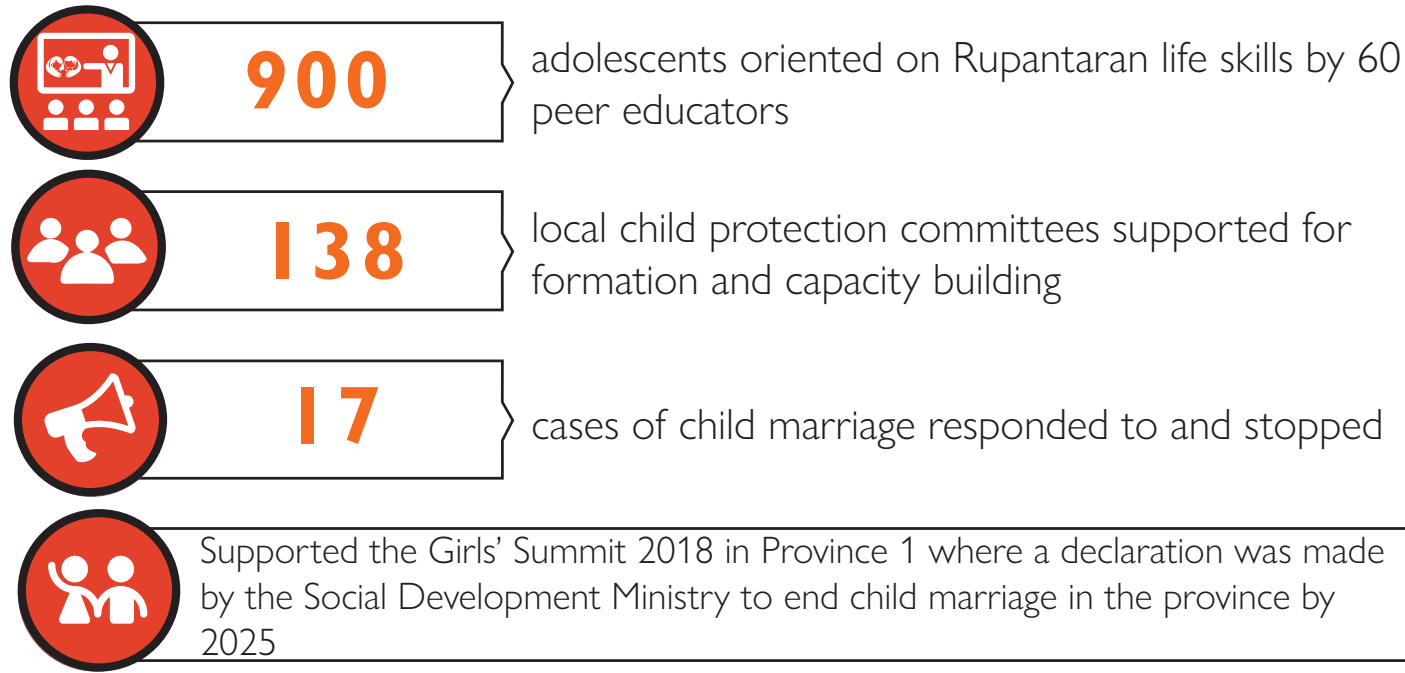 900
adolescents oriented on Rupantaran life skills by 60
peer educators
138
local child protection committees supported for
formation and capacity building
17
cases of child marriage responded to and stopped
Supported the Girls’ Summit 2018 in Province 1 where a declaration was made
by the Social Development Ministry to end child marriage in the province by
2025